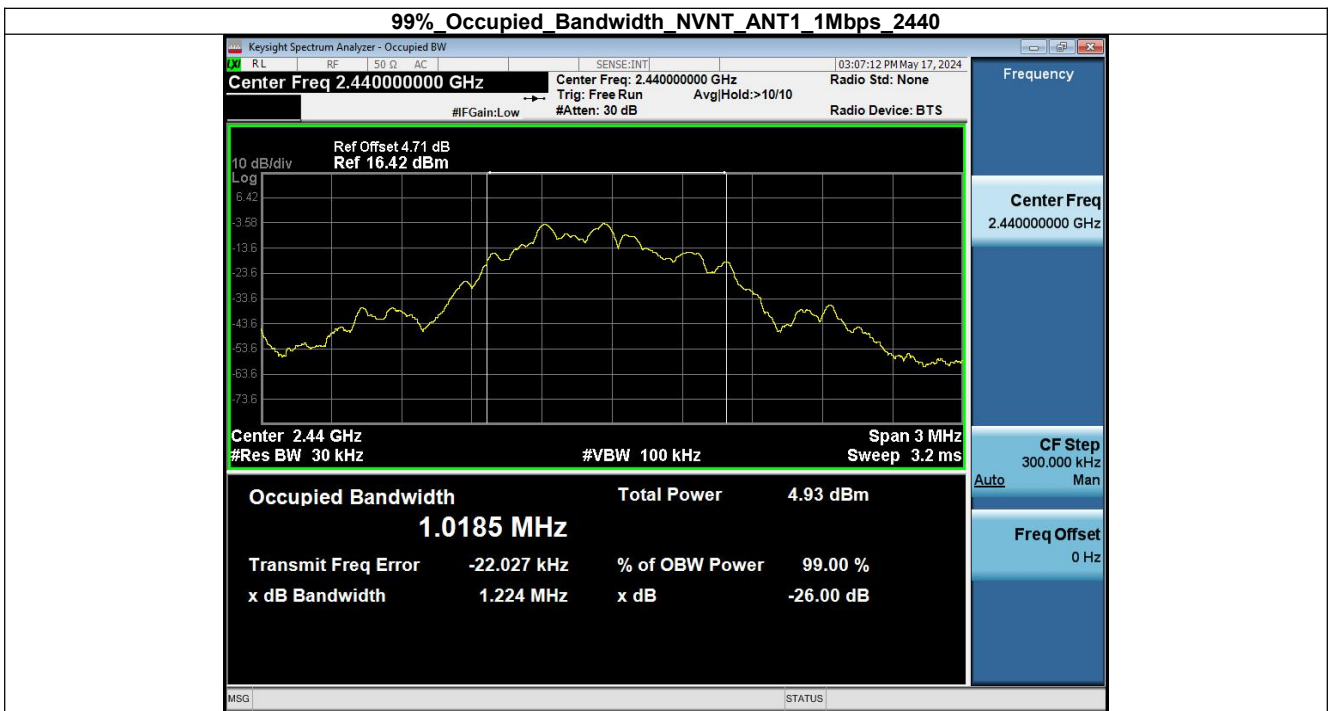 99%_Occupied_Bandwidth_NVNT_ANT1_1Mbps_2440
Keysight Spectrum Analyzer - Occupied BW
LXI RL RF 50 Ω AC SENSE:INT 03:07:12 PM May 17, 2024
Center Freq 2.440000000 GHz
Center Freq: 2.440000000 GHz
Radio Std: None
Trig: Free Run Avg|Hold:>10/10
#IFGain:Low
#Atten: 30 dB
Radio Device: BTS
Ref Offset 4.71 dB
10 dB/div Ref 16.42 dBm
Log
6.42
-3.58
-13.6
-23.6
-33.6
-43.6
-53.6
-63.6
-73.6
Center 2.44 GHz Span 3 MHz
#Res BW 30 kHz #VBW 100 kHz Sweep 3.2 ms
Occupied Bandwidth Total Power 4.93 dBm
1.0185 MHz
Transmit Freq Error -22.027 kHz % of OBW Power 99.00 %
x dB Bandwidth 1.224 MHz x dB -26.00 dB
MSG STATUS
Frequency
Center Freq
2.440000000 GHz
CF Step
300.000 kHz
Auto Man
Freq Offset
0 Hz